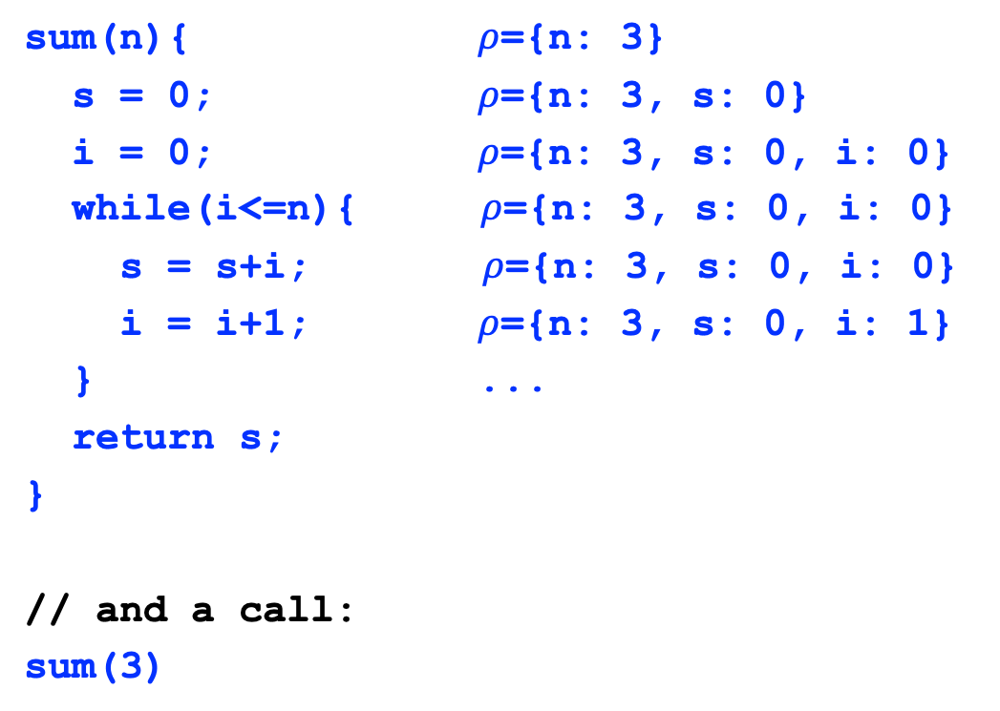 sum(n){ ρ={n: 3}
s = 0; ρ={n: 3, s: 0}
i = 0; ρ={n: 3, s: 0, i: 0}
while(i<=n){ ρ={n: 3, s: 0, i: 0}
s = s+i; ρ={n: 3, s: 0, i: 0}
i = i+1; ρ={n: 3, s: 0, i: 1}
} ...
return s;
}
// and a call:
sum(3)